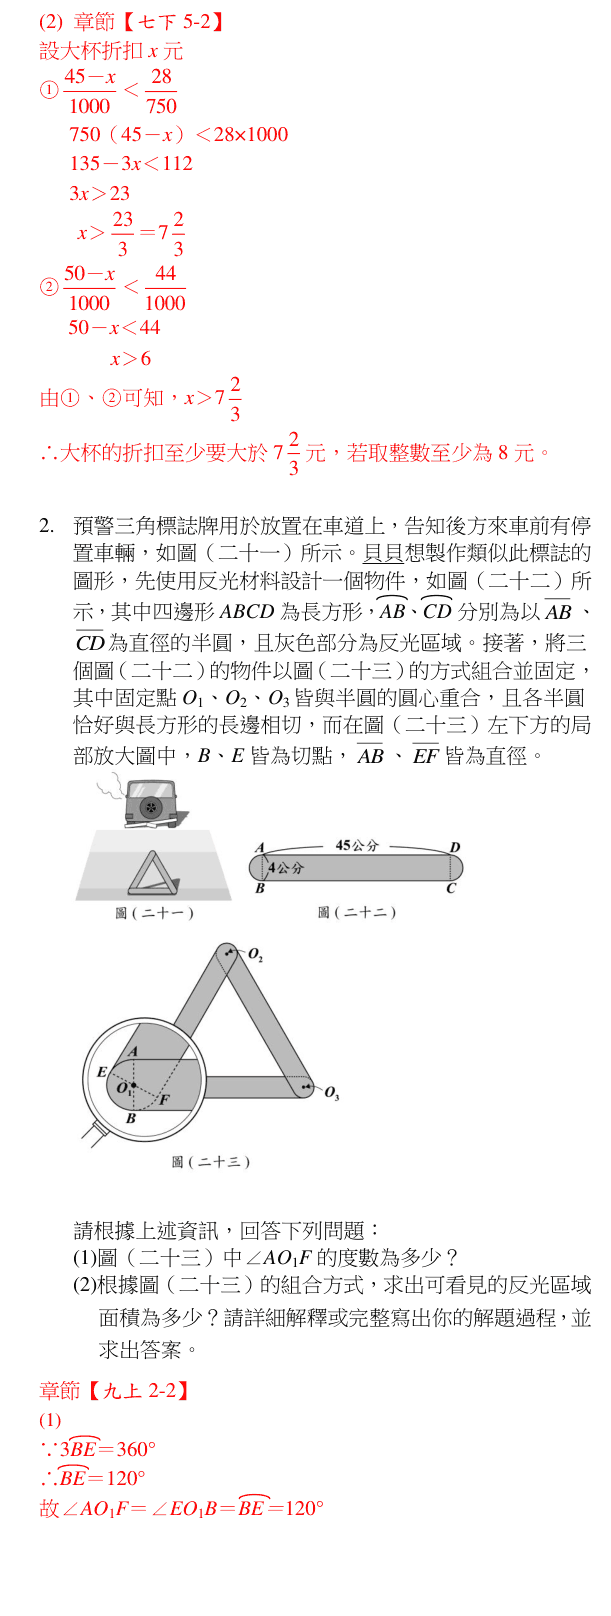 (2) 章節【七下 5-2】
設大杯折扣 x 元
① (45－x)/1000 ＜ 28/750
750（45－x）＜28×1000
135－3x＜112
3x＞23
x＞23/3＝7 2/3
② (50－x)/1000 ＜ 44/1000
50－x＜44
x＞6
由①、②可知，x＞7 2/3
∴大杯的折扣至少要大於 7 2/3 元，若取整數至少為 8 元。
2. 預警三角標誌牌用於放置在車道上，告知後方來車前有停
置車輛，如圖（二十一）所示。貝貝想製作類似此標誌的
圖形，先使用反光材料設計一個物件，如圖（二十二）所
示，其中四邊形 ABCD 為長方形，⌒AB、⌒CD 分別為以 A̅B̅、
C̅D̅ 為直徑的半圓，且灰色部分為反光區域。接著，將三
個圖（二十二）的物件以圖（二十三）的方式組合並固定，
其中固定點 O₁、O₂、O₃ 皆與半圓的圓心重合，且各半圓
恰好與長方形的長邊相切，而在圖（二十三）左下方的局
部放大圖中，B、E 皆為切點， A̅B̅ 、 E̅F̅ 皆為直徑。
A 45公分 D
4公分
B C
圖(二十一) 圖(二十二)
O₂
A
E
O₁
F
B
O₃
圖(二十三)
請根據上述資訊，回答下列問題：
(1)圖（二十三）中∠AO₁F 的度數為多少？
(2)根據圖（二十三）的組合方式，求出可看見的反光區域
面積為多少？請詳細解釋或完整寫出你的解題過程，並
求出答案。
章節【九上 2-2】
(1)
∵3⌒BE＝360°
∴⌒BE＝120°
故∠AO₁F＝∠EO₁B＝⌒BE＝120°